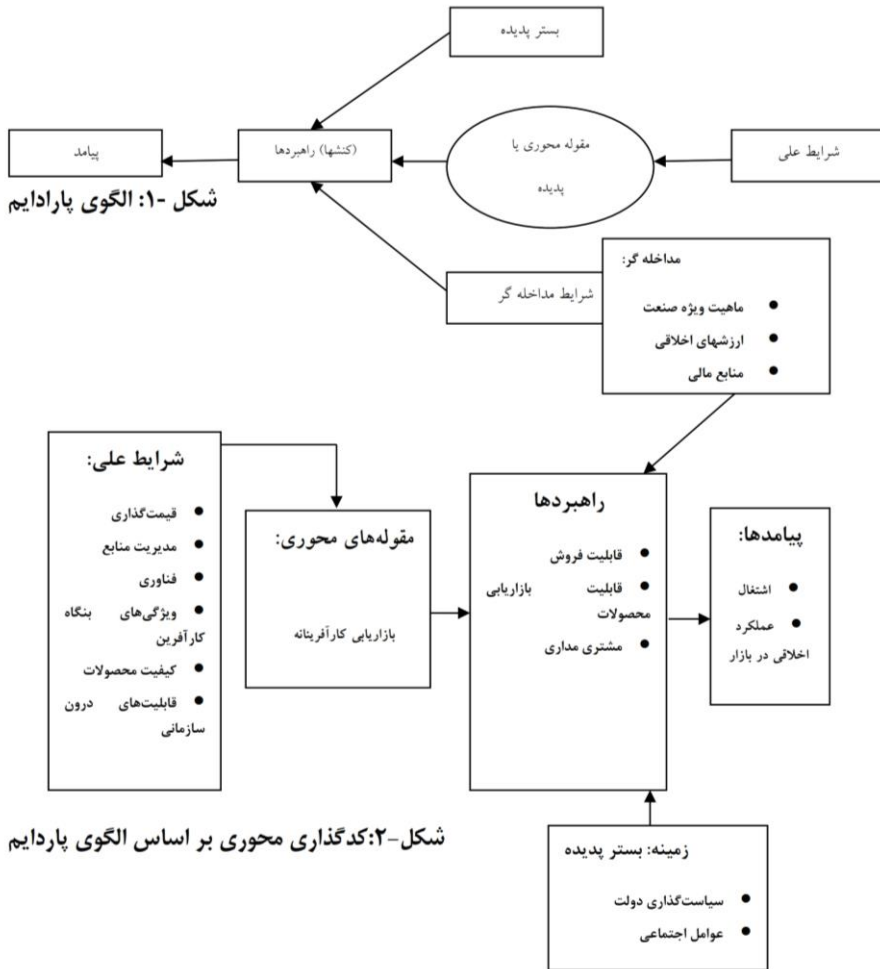 بستر پدیده
شرایط علی
مقوله محوری یا
پدیده
(کنشها) راهبردها
پیامد
شکل -۱: الگوی پارادایم
شرایط مداخله گر
مداخله گر:
● ماهیت ویژه صنعت
● ارزشهای اخلاقی
● منابع مالی
شرایط علی:
● قیمت‌گذاری
● مدیریت منابع
● فناوری
● ویژگی‌های بنگاه
کارآفرین
● کیفیت محصولات
● قابلیت‌های درون
سازمانی
مقوله‌های محوری:
بازاریابی کارآفرینانه
راهبردها
● قابلیت فروش
● قابلیت بازاریابی
محصولات
● مشتری مداری
پیامدها:
● اشتغال
● عملکرد
اخلاقی در بازار
شکل-۲:کدگذاری محوری بر اساس الگوی پاردایم
زمینه: بستر پدیده
● سیاست‌گذاری دولت
● عوامل اجتماعی